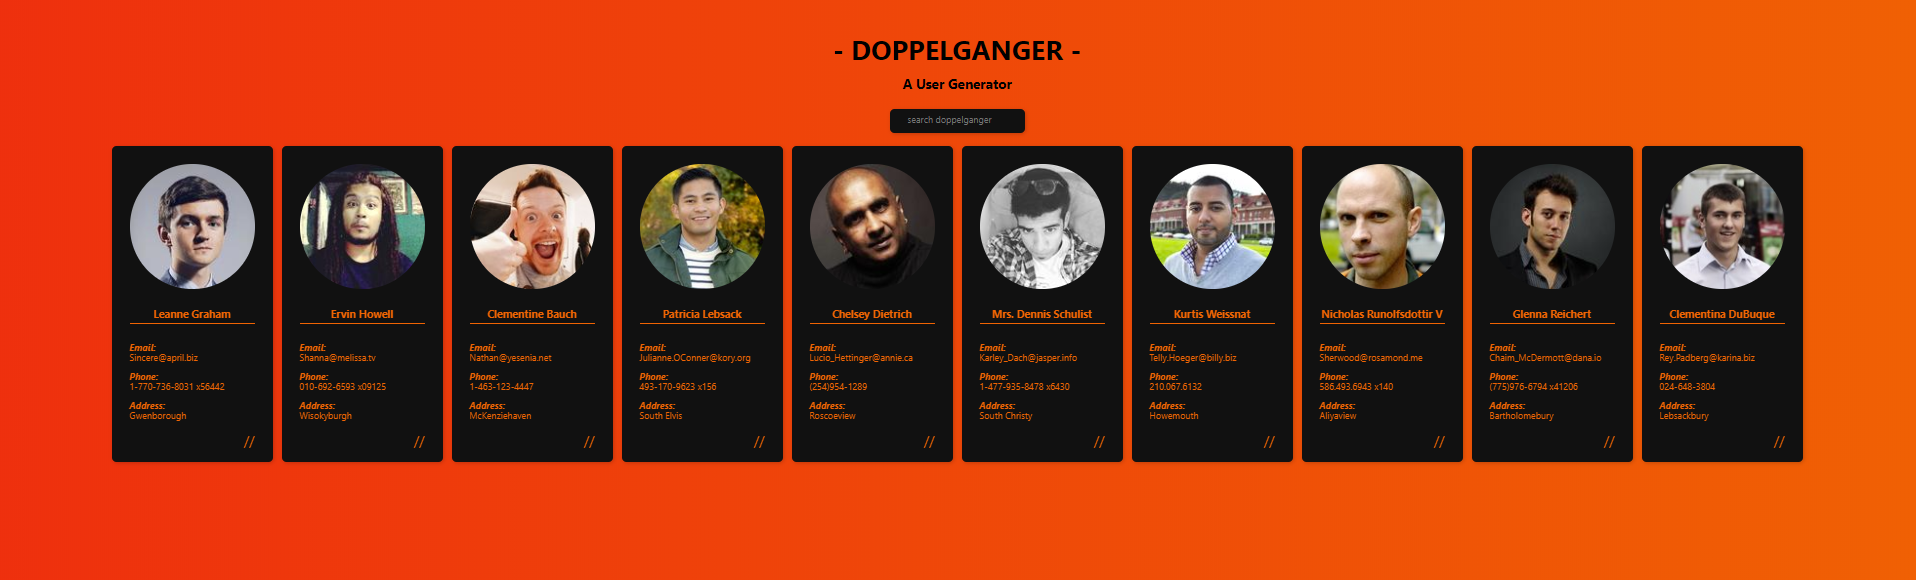 - DOPPELGANGER -
A User Generator
search doppelganger
Leanne Graham
Email:
Sincere@april.biz
Phone:
1-770-736-8031 x56442
Address:
Gwenborough
//
Ervin Howell
Email:
Shanna@melissa.tv
Phone:
010-692-6593 x09125
Address:
Wisokyburgh
//
Clementine Bauch
Email:
Nathan@yesenia.net
Phone:
1-463-123-4447
Address:
McKenziehaven
//
Patricia Lebsack
Email:
Julianne.OConner@kory.org
Phone:
493-170-9623 x156
Address:
South Elvis
//
Chelsey Dietrich
Email:
Lucio_Hettinger@annie.ca
Phone:
(254)954-1289
Address:
Roscoeview
//
Mrs. Dennis Schulist
Email:
Karley_Dach@jasper.info
Phone:
1-477-935-8478 x6430
Address:
South Christy
//
Kurtis Weissnat
Email:
Telly.Hoeger@billy.biz
Phone:
210.067.6132
Address:
Howemouth
//
Nicholas Runolfsdottir V
Email:
Sherwood@rosamond.me
Phone:
586.493.6943 x140
Address:
Aliyaview
//
Glenna Reichert
Email:
Chaim_McDermott@dana.io
Phone:
(775)976-6794 x41206
Address:
Bartholomebury
//
Clementina DuBuque
Email:
Rey.Padberg@karina.biz
Phone:
024-648-3804
Address:
Lebsackbury
//